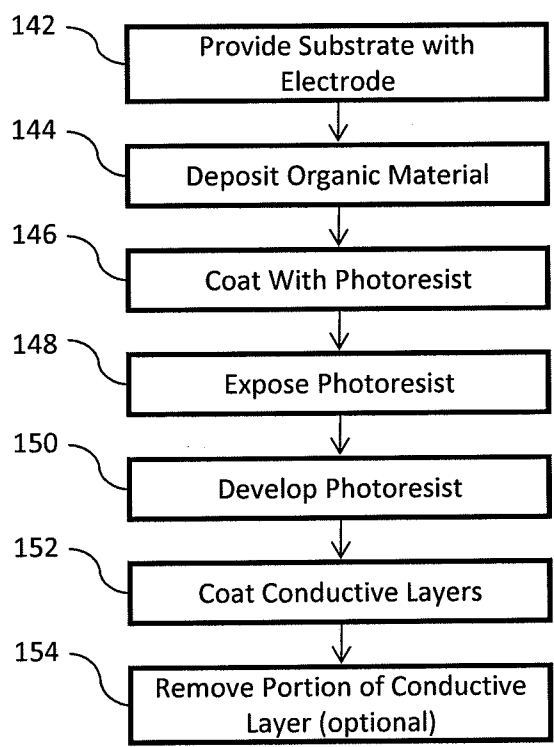 142
Provide Substrate with
Electrode
144
Deposit Organic Material
146
Coat With Photoresist
148
Expose Photoresist
150
Develop Photoresist
152
Coat Conductive Layers
154
Remove Portion of Conductive
Layer (optional)